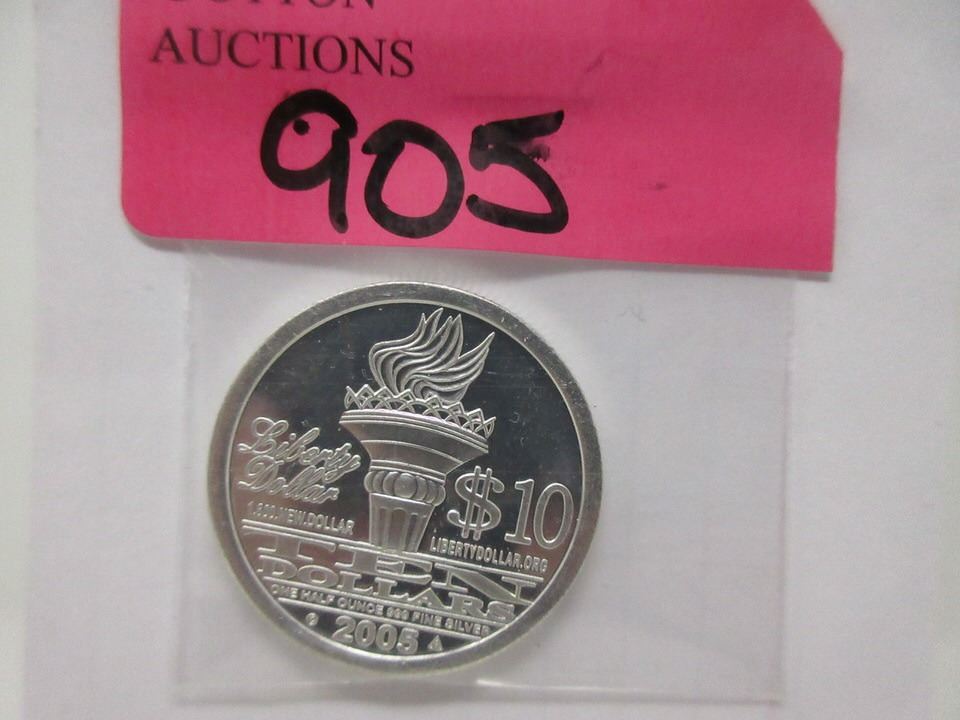 AUCTIONS
905
Liberty
Dollar
$10
1.800.NEW.DOLLAR
LIBERTYDOLLAR.ORG
TEN
DOLLARS
ONE HALF OUNCE 999 FINE SILVER
© 2005